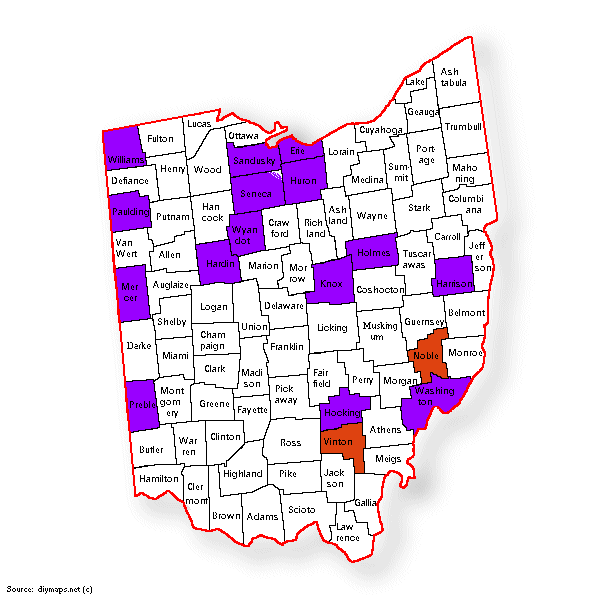 Lake
Ash
tabula
Geauga
Lucas
Fulton
Ottawa
Cuyahoga
Trumbull
Williams
Sandusky
Erie
Lorain
Port
age
Henry
Wood
Medina
Sum
mit
Maho
ning
Defiance
Seneca
Huron
Columbi
ana
Paulding
Putnam
Han
cock
Wyan
dot
Craw
ford
Rich
land
Ash
land
Wayne
Stark
Van
Wert
Allen
Hardin
Marion
Mor
row
Holmes
Tuscar
awas
Carroll
Jeff
er
son
Mer
cer
Auglaize
Knox
Coshocton
Harrison
Logan
Delaware
Shelby
Union
Licking
Muskling
um
Guernsey
Belmont
Darke
Miami
Cham
paign
Franklin
Noble
Monroe
Clark
Madi
son
Fair
field
Perry
Morgan
Preble
Mont
gom
ery
Greene
Fayette
Pick
away
Hocking
Washing
ton
Butler
War
ren
Clinton
Ross
Vinton
Athens
Meigs
Hamilton
Cler
mont
Highland
Pike
Jack
son
Gallia
Brown
Adams
Scioto
Law
rence
Source: diymaps.net (c)